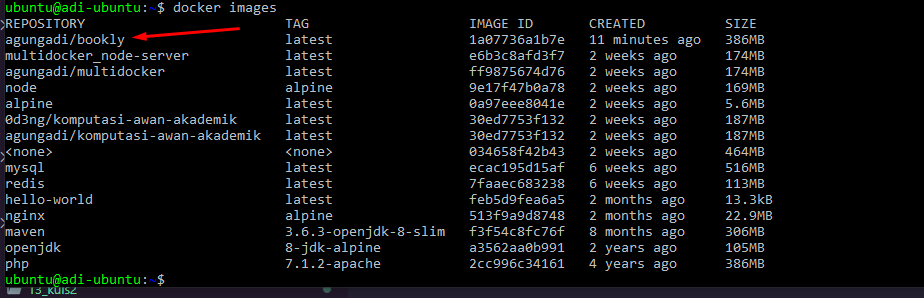 ubuntu@adi-ubuntu:~$ docker images
REPOSITORY TAG IMAGE ID CREATED SIZE
agungadi/bookly latest 1a07736a1b7e 11 minutes ago 386MB
multidocker_node-server latest e6b3c8afd3f7 2 weeks ago 174MB
agungadi/multidocker latest ff9875674d76 2 weeks ago 174MB
node alpine 9e17f47b0a78 2 weeks ago 169MB
alpine latest 0a97eee8041e 2 weeks ago 5.6MB
0d3ng/komputasi-awan-akademik latest 30ed7753f132 2 weeks ago 187MB
agungadi/komputasi-awan-akademik latest 30ed7753f132 2 weeks ago 187MB
<none> <none> 034658f42b43 2 weeks ago 464MB
mysql latest ecac195d15af 6 weeks ago 516MB
redis latest 7faaec683238 6 weeks ago 113MB
hello-world latest feb5d9fea6a5 2 months ago 13.3kB
nginx alpine 513f9a9d8748 2 months ago 22.9MB
maven 3.6.3-openjdk-8-slim f3f54c8fc76f 8 months ago 306MB
openjdk 8-jdk-alpine a3562aa0b991 2 years ago 105MB
php 7.1.2-apache 2cc996c34161 4 years ago 386MB
ubuntu@adi-ubuntu:~$
13_kuis2